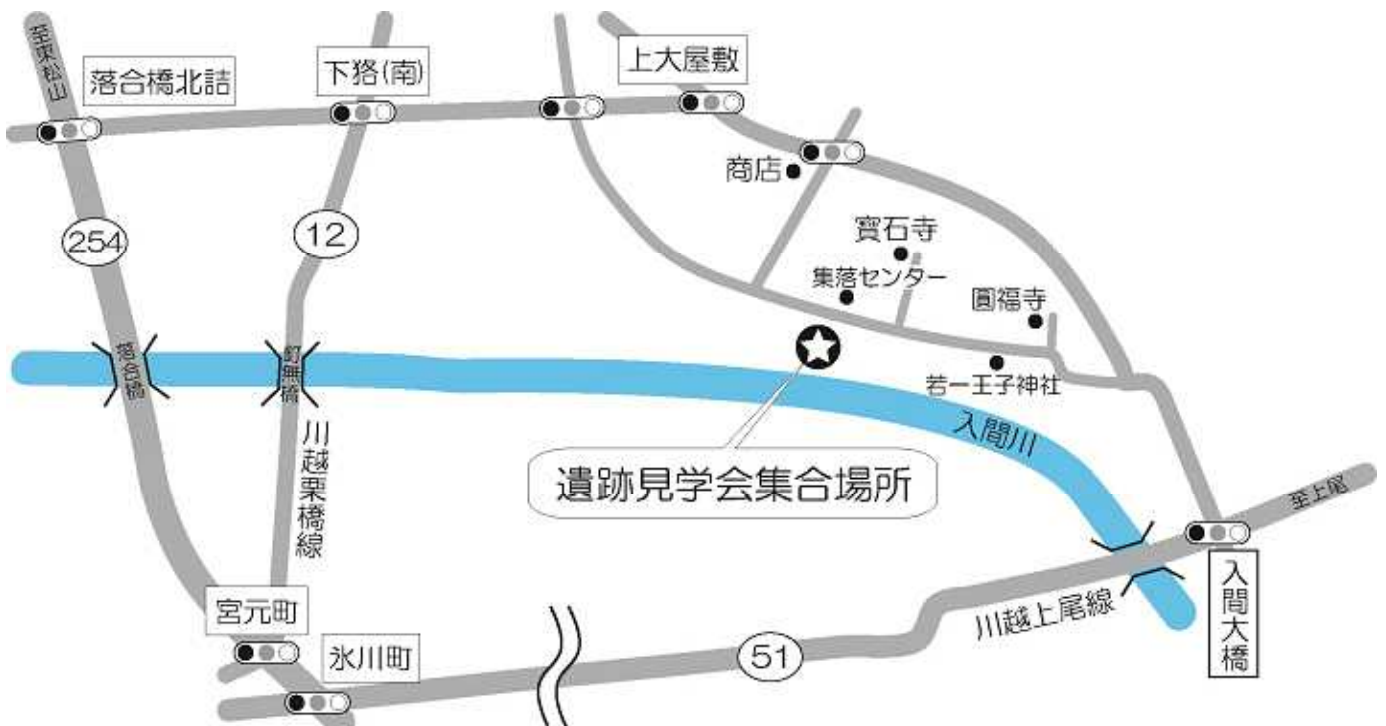 至東松山
落合橋北詰
下狢(南)
上大屋敷
商店
254
12
寳石寺
集落センター
圓福寺
落合橋
釘無橋
若一王子神社
入間川
川越栗橋線
遺跡見学会集合場所
至上尾
入間大橋
川越上尾線
宮元町
氷川町
51